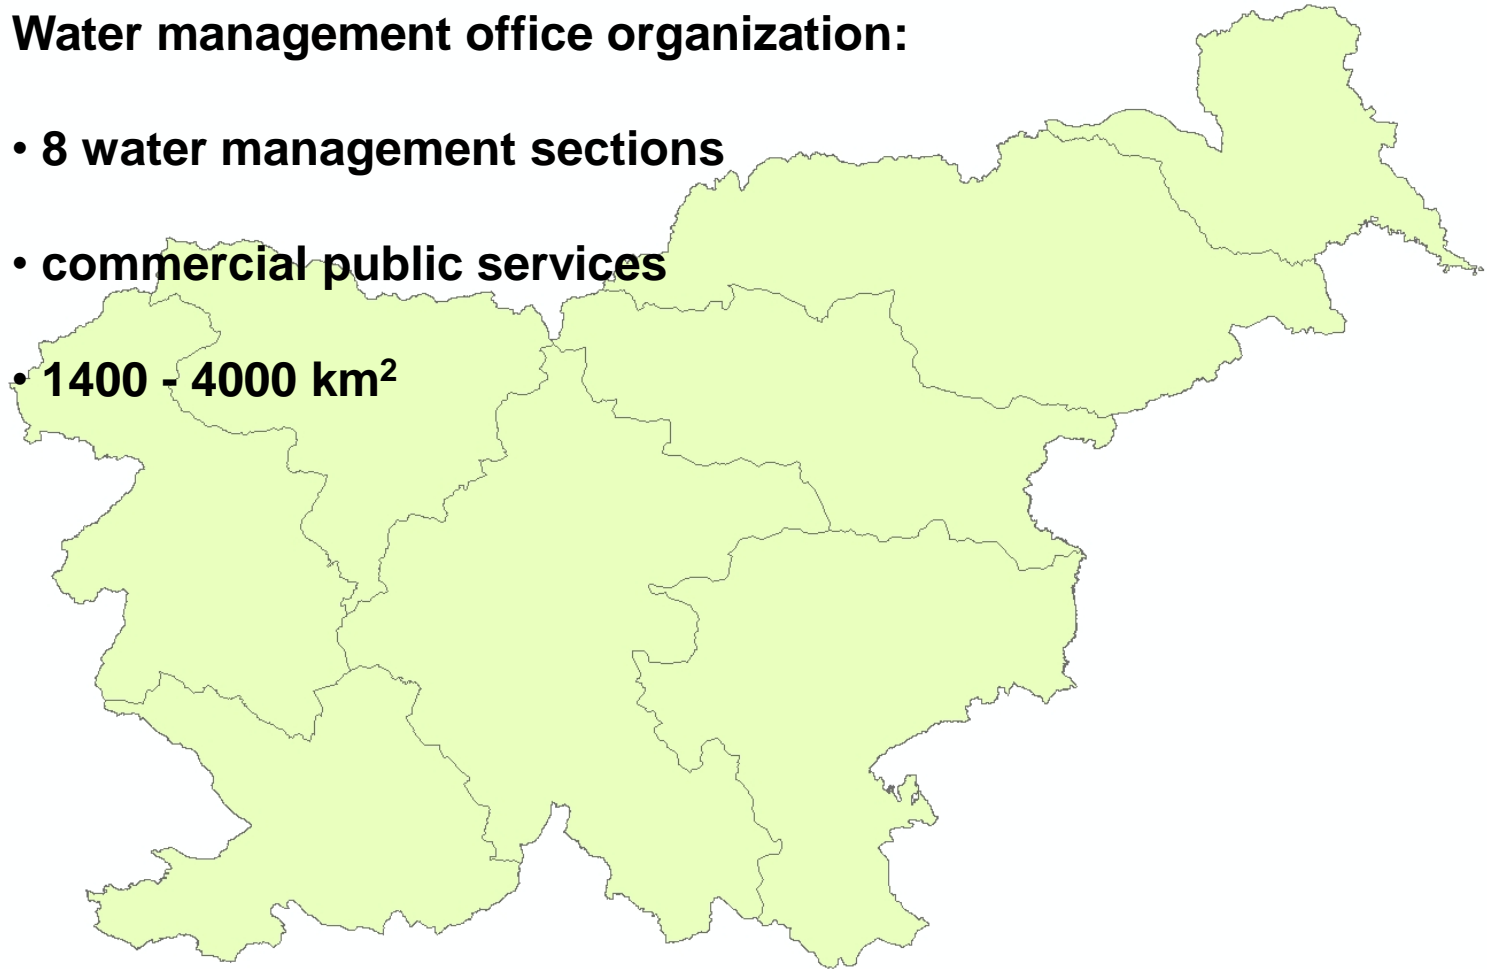 Water management office organization:
• 8 water management sections
• commercial public services
• 1400 - 4000 km²